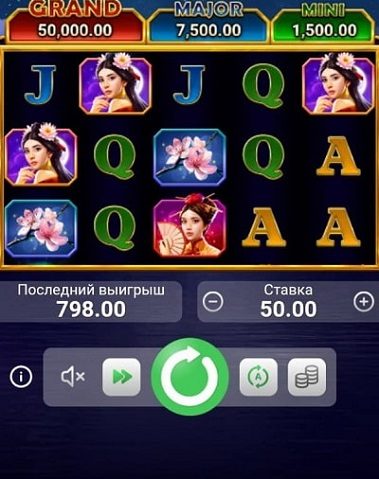 GRAND MAJOR MINI
50,000.00 7,500.00 1,500.00
J J Q
Q Q A
Q A A
Последний выигрыш Ставка
798.00 50.00
A